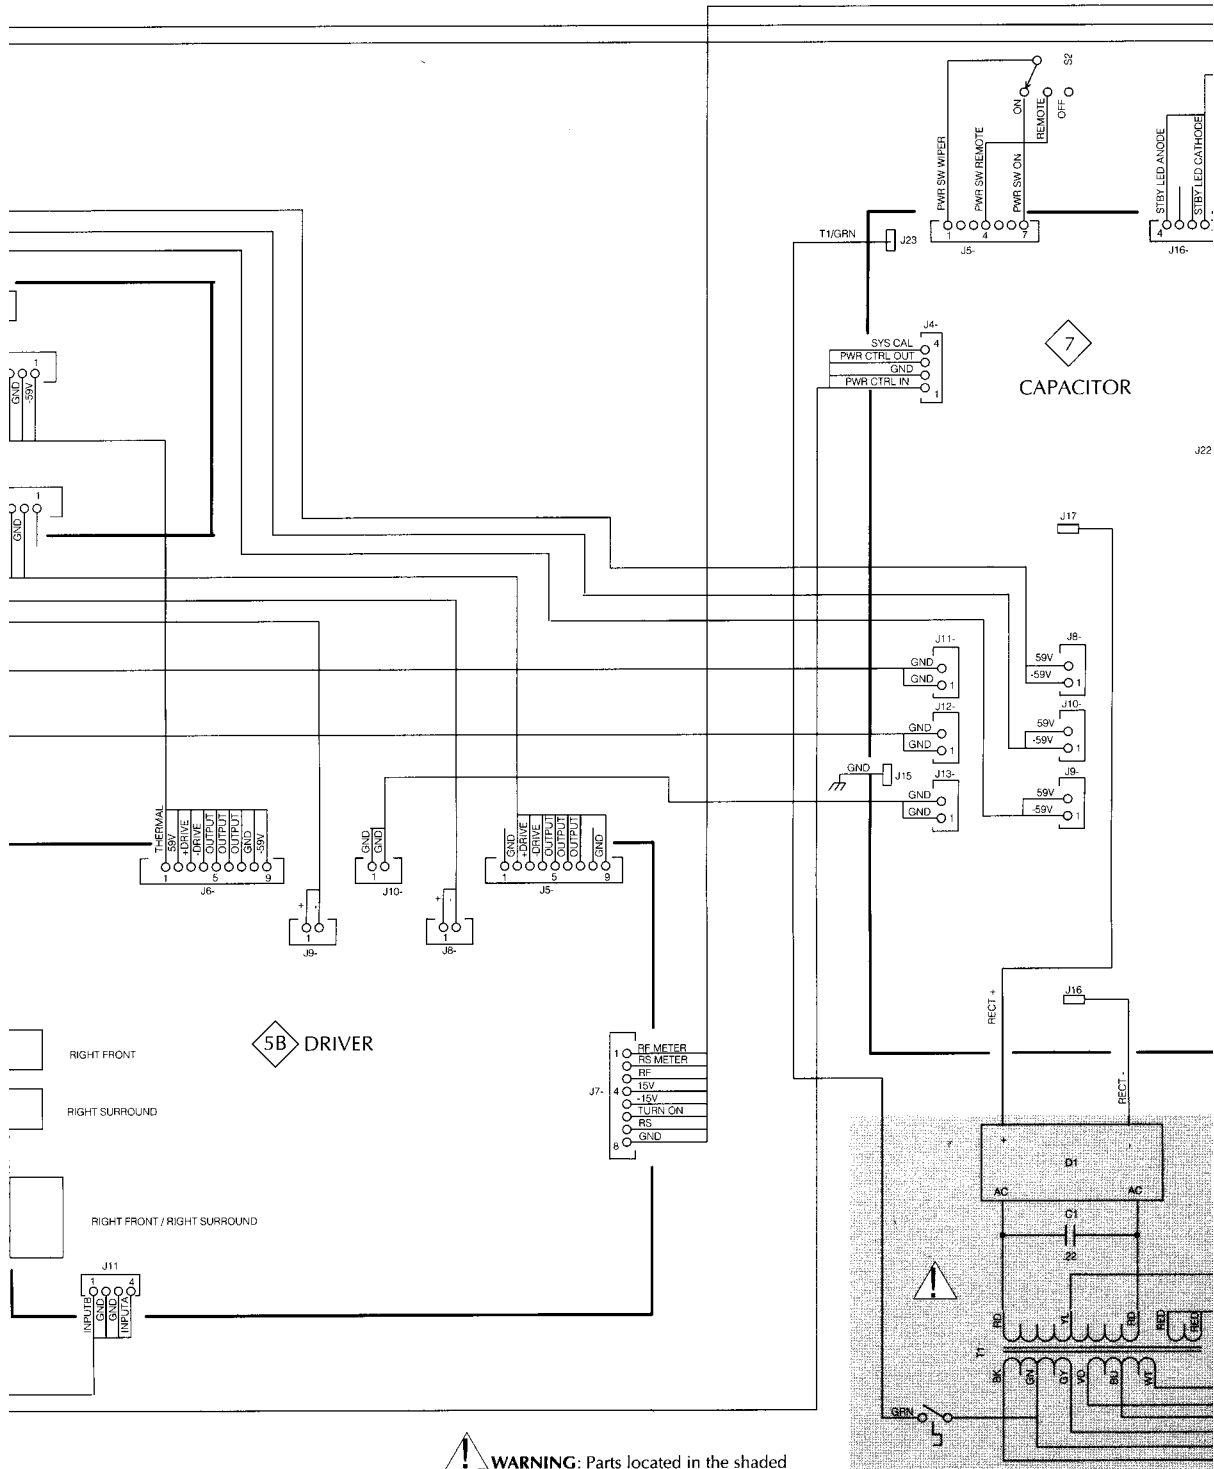 S2
ON
REMOTE
OFF
PWR SW WIPER
PWR SW REMOTE
PWR SW ON
STBY LED ANODE
STBY LED CATHODE
1 4 7
J5-
4
J16-
T1/GRN
J23
J4-
SYS CAL 4
PWR CTRL OUT
GND
PWR CTRL IN 1
7
CAPACITOR
J22
1
GND
-59V
1
GND
J17
J11-
GND
GND 1
J8-
59V
-59V 1
J12-
GND
GND 1
J10-
59V
-59V 1
GND
J15
J13-
GND
GND 1
J9-
59V
-59V 1
THERMAL
59V
+DRIVE
-DRIVE
OUTPUT
OUTPUT
OUTPUT
GND
-59V
1 5 9
J6-
GND
GND
1
J10-
GND
+DRIVE
-DRIVE
OUTPUT
OUTPUT
OUTPUT
GND
1 5 9
J5-
+ -
1
J9-
+ -
1
J8-
RECT +
J16
RECT -
5B DRIVER
RIGHT FRONT
RIGHT SURROUND
RIGHT FRONT / RIGHT SURROUND
J7-
1 RF METER
RS METER
RF
4 15V
-15V
TURN ON
RS
8 GND
J11
1 4
INPUTB
GND
GND
INPUTA
+ -
D1
AC AC
C1
.22
!
RD YL RD RED RED
T1
BK GN GY VO BU WT
GRN
! WARNING: Parts located in the shaded